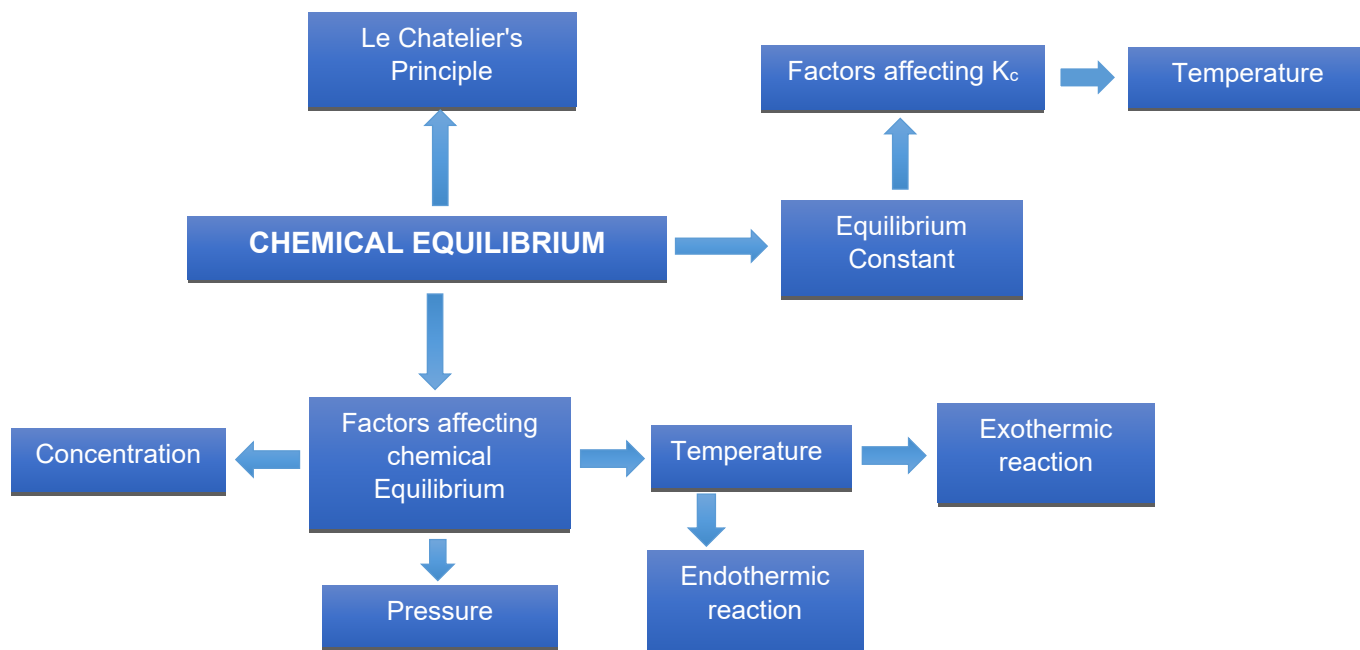 Le Chatelier's
Principle
Factors affecting Kc
Temperature
CHEMICAL EQUILIBRIUM
Equilibrium
Constant
Concentration
Factors affecting
chemical
Equilibrium
Temperature
Exothermic
reaction
Pressure
Endothermic
reaction